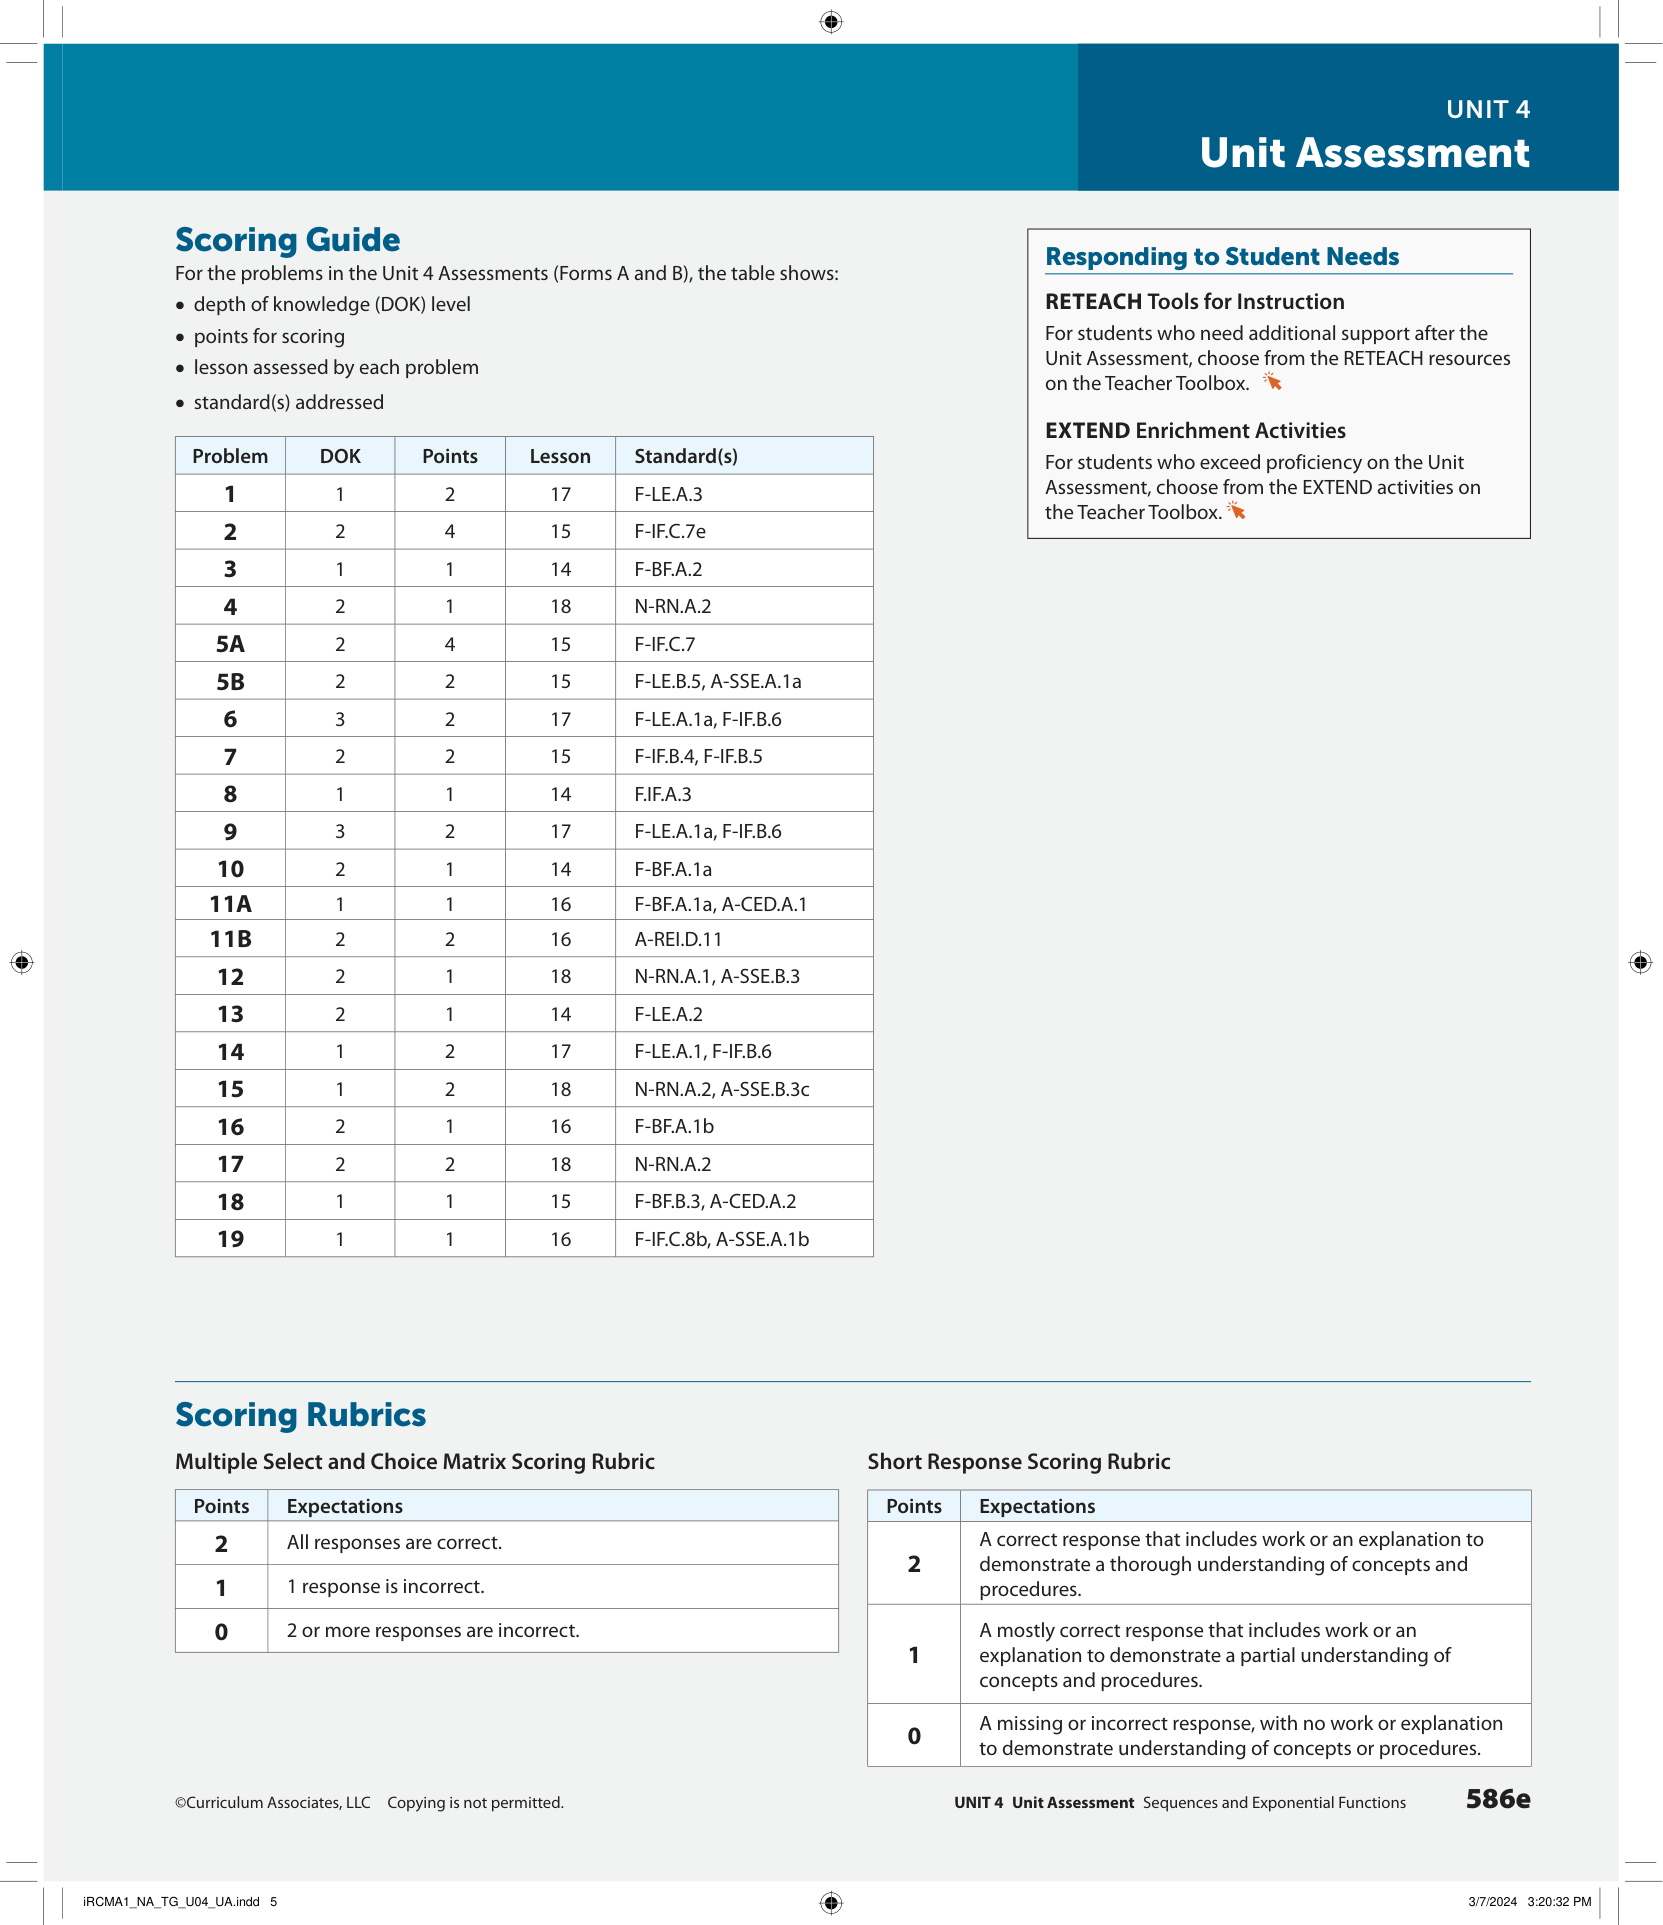 UNIT 4
Unit Assessment
Scoring Guide
For the problems in the Unit 4 Assessments (Forms A and B), the table shows:
• depth of knowledge (DOK) level
• points for scoring
• lesson assessed by each problem
• standard(s) addressed
Problem DOK Points Lesson Standard(s)
1 1 2 17 F-LE.A.3
2 2 4 15 F-IF.C.7e
3 1 1 14 F-BF.A.2
4 2 1 18 N-RN.A.2
5A 2 4 15 F-IF.C.7
5B 2 2 15 F-LE.B.5, A-SSE.A.1a
6 3 2 17 F-LE.A.1a, F-IF.B.6
7 2 2 15 F-IF.B.4, F-IF.B.5
8 1 1 14 F.IF.A.3
9 3 2 17 F-LE.A.1a, F-IF.B.6
10 2 1 14 F-BF.A.1a
11A 1 1 16 F-BF.A.1a, A-CED.A.1
11B 2 2 16 A-REI.D.11
12 2 1 18 N-RN.A.1, A-SSE.B.3
13 2 1 14 F-LE.A.2
14 1 2 17 F-LE.A.1, F-IF.B.6
15 1 2 18 N-RN.A.2, A-SSE.B.3c
16 2 1 16 F-BF.A.1b
17 2 2 18 N-RN.A.2
18 1 1 15 F-BF.B.3, A-CED.A.2
19 1 1 16 F-IF.C.8b, A-SSE.A.1b
Responding to Student Needs
RETEACH Tools for Instruction
For students who need additional support after the
Unit Assessment, choose from the RETEACH resources
on the Teacher Toolbox.
EXTEND Enrichment Activities
For students who exceed proficiency on the Unit
Assessment, choose from the EXTEND activities on
the Teacher Toolbox.
Scoring Rubrics
Multiple Select and Choice Matrix Scoring Rubric
Points Expectations
2 All responses are correct.
1 1 response is incorrect.
0 2 or more responses are incorrect.
Short Response Scoring Rubric
Points Expectations
2 A correct response that includes work or an explanation to
demonstrate a thorough understanding of concepts and
procedures.
1 A mostly correct response that includes work or an
explanation to demonstrate a partial understanding of
concepts and procedures.
0 A missing or incorrect response, with no work or explanation
to demonstrate understanding of concepts or procedures.
©Curriculum Associates, LLC Copying is not permitted.
UNIT 4 Unit Assessment Sequences and Exponential Functions 586e
iRCMA1_NA_TG_U04_UA.indd 5
3/7/2024 3:20:32 PM